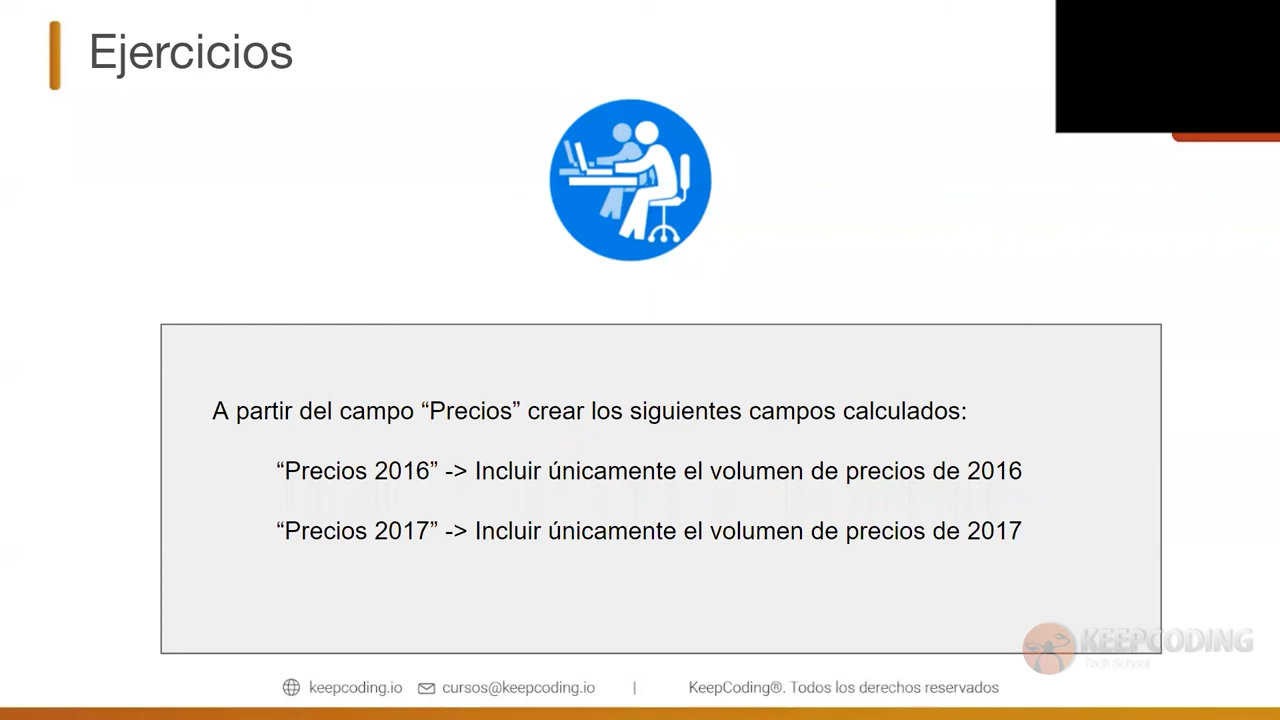 Ejercicios
A partir del campo “Precios” crear los siguientes campos calculados:
“Precios 2016” -> Incluir únicamente el volumen de precios de 2016
“Precios 2017” -> Incluir únicamente el volumen de precios de 2017
KEEPCODING
Tech School
keepcoding.io cursos@keepcoding.io | KeepCoding®. Todos los derechos reservados